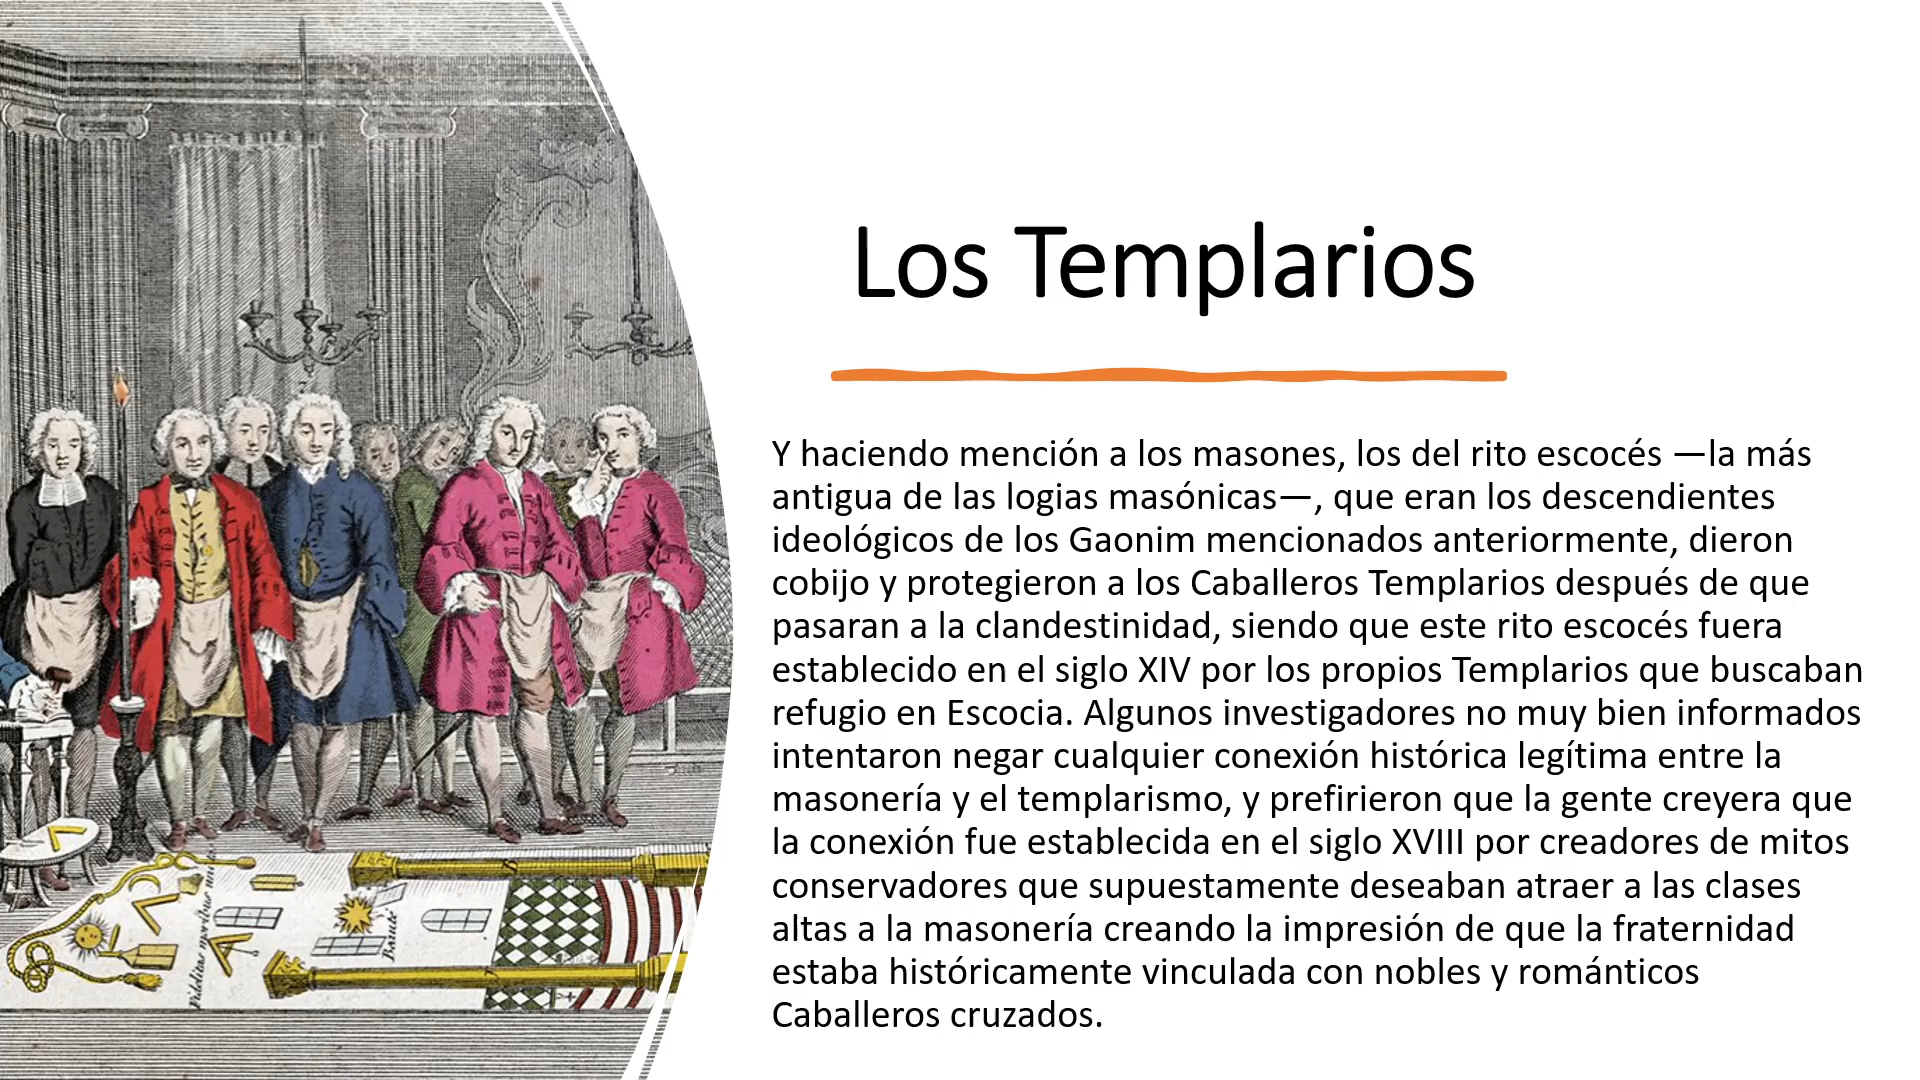 Los Templarios
Y haciendo mención a los masones, los del rito escocés —la más
antigua de las logias masónicas—, que eran los descendientes
ideológicos de los Gaonim mencionados anteriormente, dieron
cobijo y protegieron a los Caballeros Templarios después de que
pasaran a la clandestinidad, siendo que este rito escocés fuera
establecido en el siglo XIV por los propios Templarios que buscaban
refugio en Escocia. Algunos investigadores no muy bien informados
intentaron negar cualquier conexión histórica legítima entre la
masonería y el templarismo, y prefirieron que la gente creyera que
la conexión fue establecida en el siglo XVIII por creadores de mitos
conservadores que supuestamente deseaban atraer a las clases
altas a la masonería creando la impresión de que la fraternidad
estaba históricamente vinculada con nobles y románticos
Caballeros cruzados.